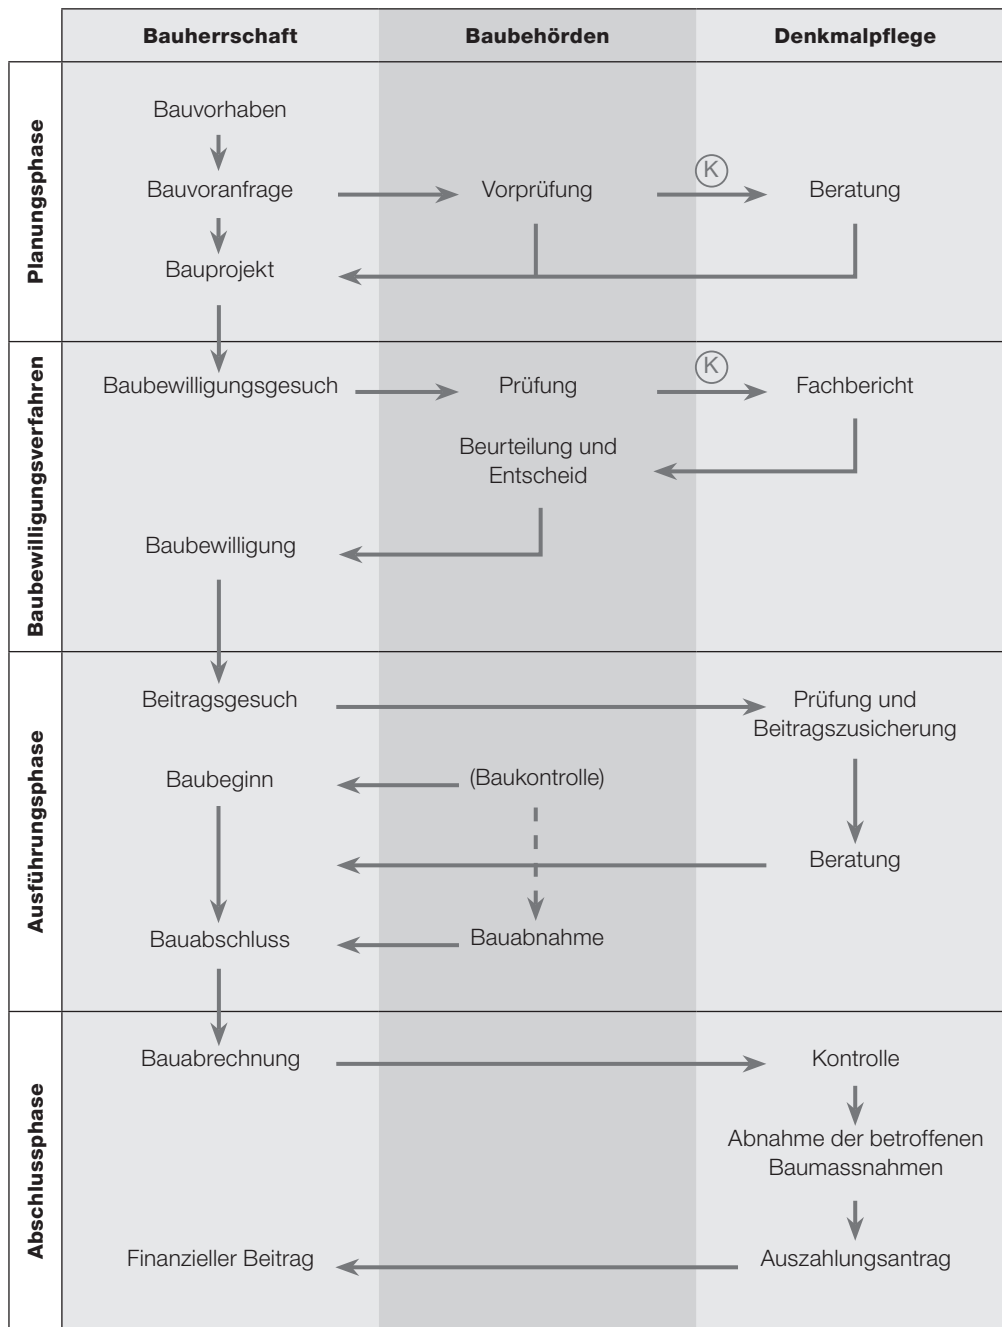 Bauherrschaft Baubehörden Denkmalpflege
Planungsphase
Bauvorhaben
Bauvoranfrage Vorprüfung K Beratung
Bauprojekt
Baubewilligungsverfahren
Baubewilligungsgesuch Prüfung K Fachbericht
Beurteilung und
Entscheid
Baubewilligung
Ausführungsphase
Beitragsgesuch Prüfung und
Beitragszusicherung
Baubeginn (Baukontrolle)
Beratung
Bauabschluss Bauabnahme
Abschlussphase
Bauabrechnung Kontrolle
Abnahme der betroffenen
Baumassnahmen
Finanzieller Beitrag Auszahlungsantrag